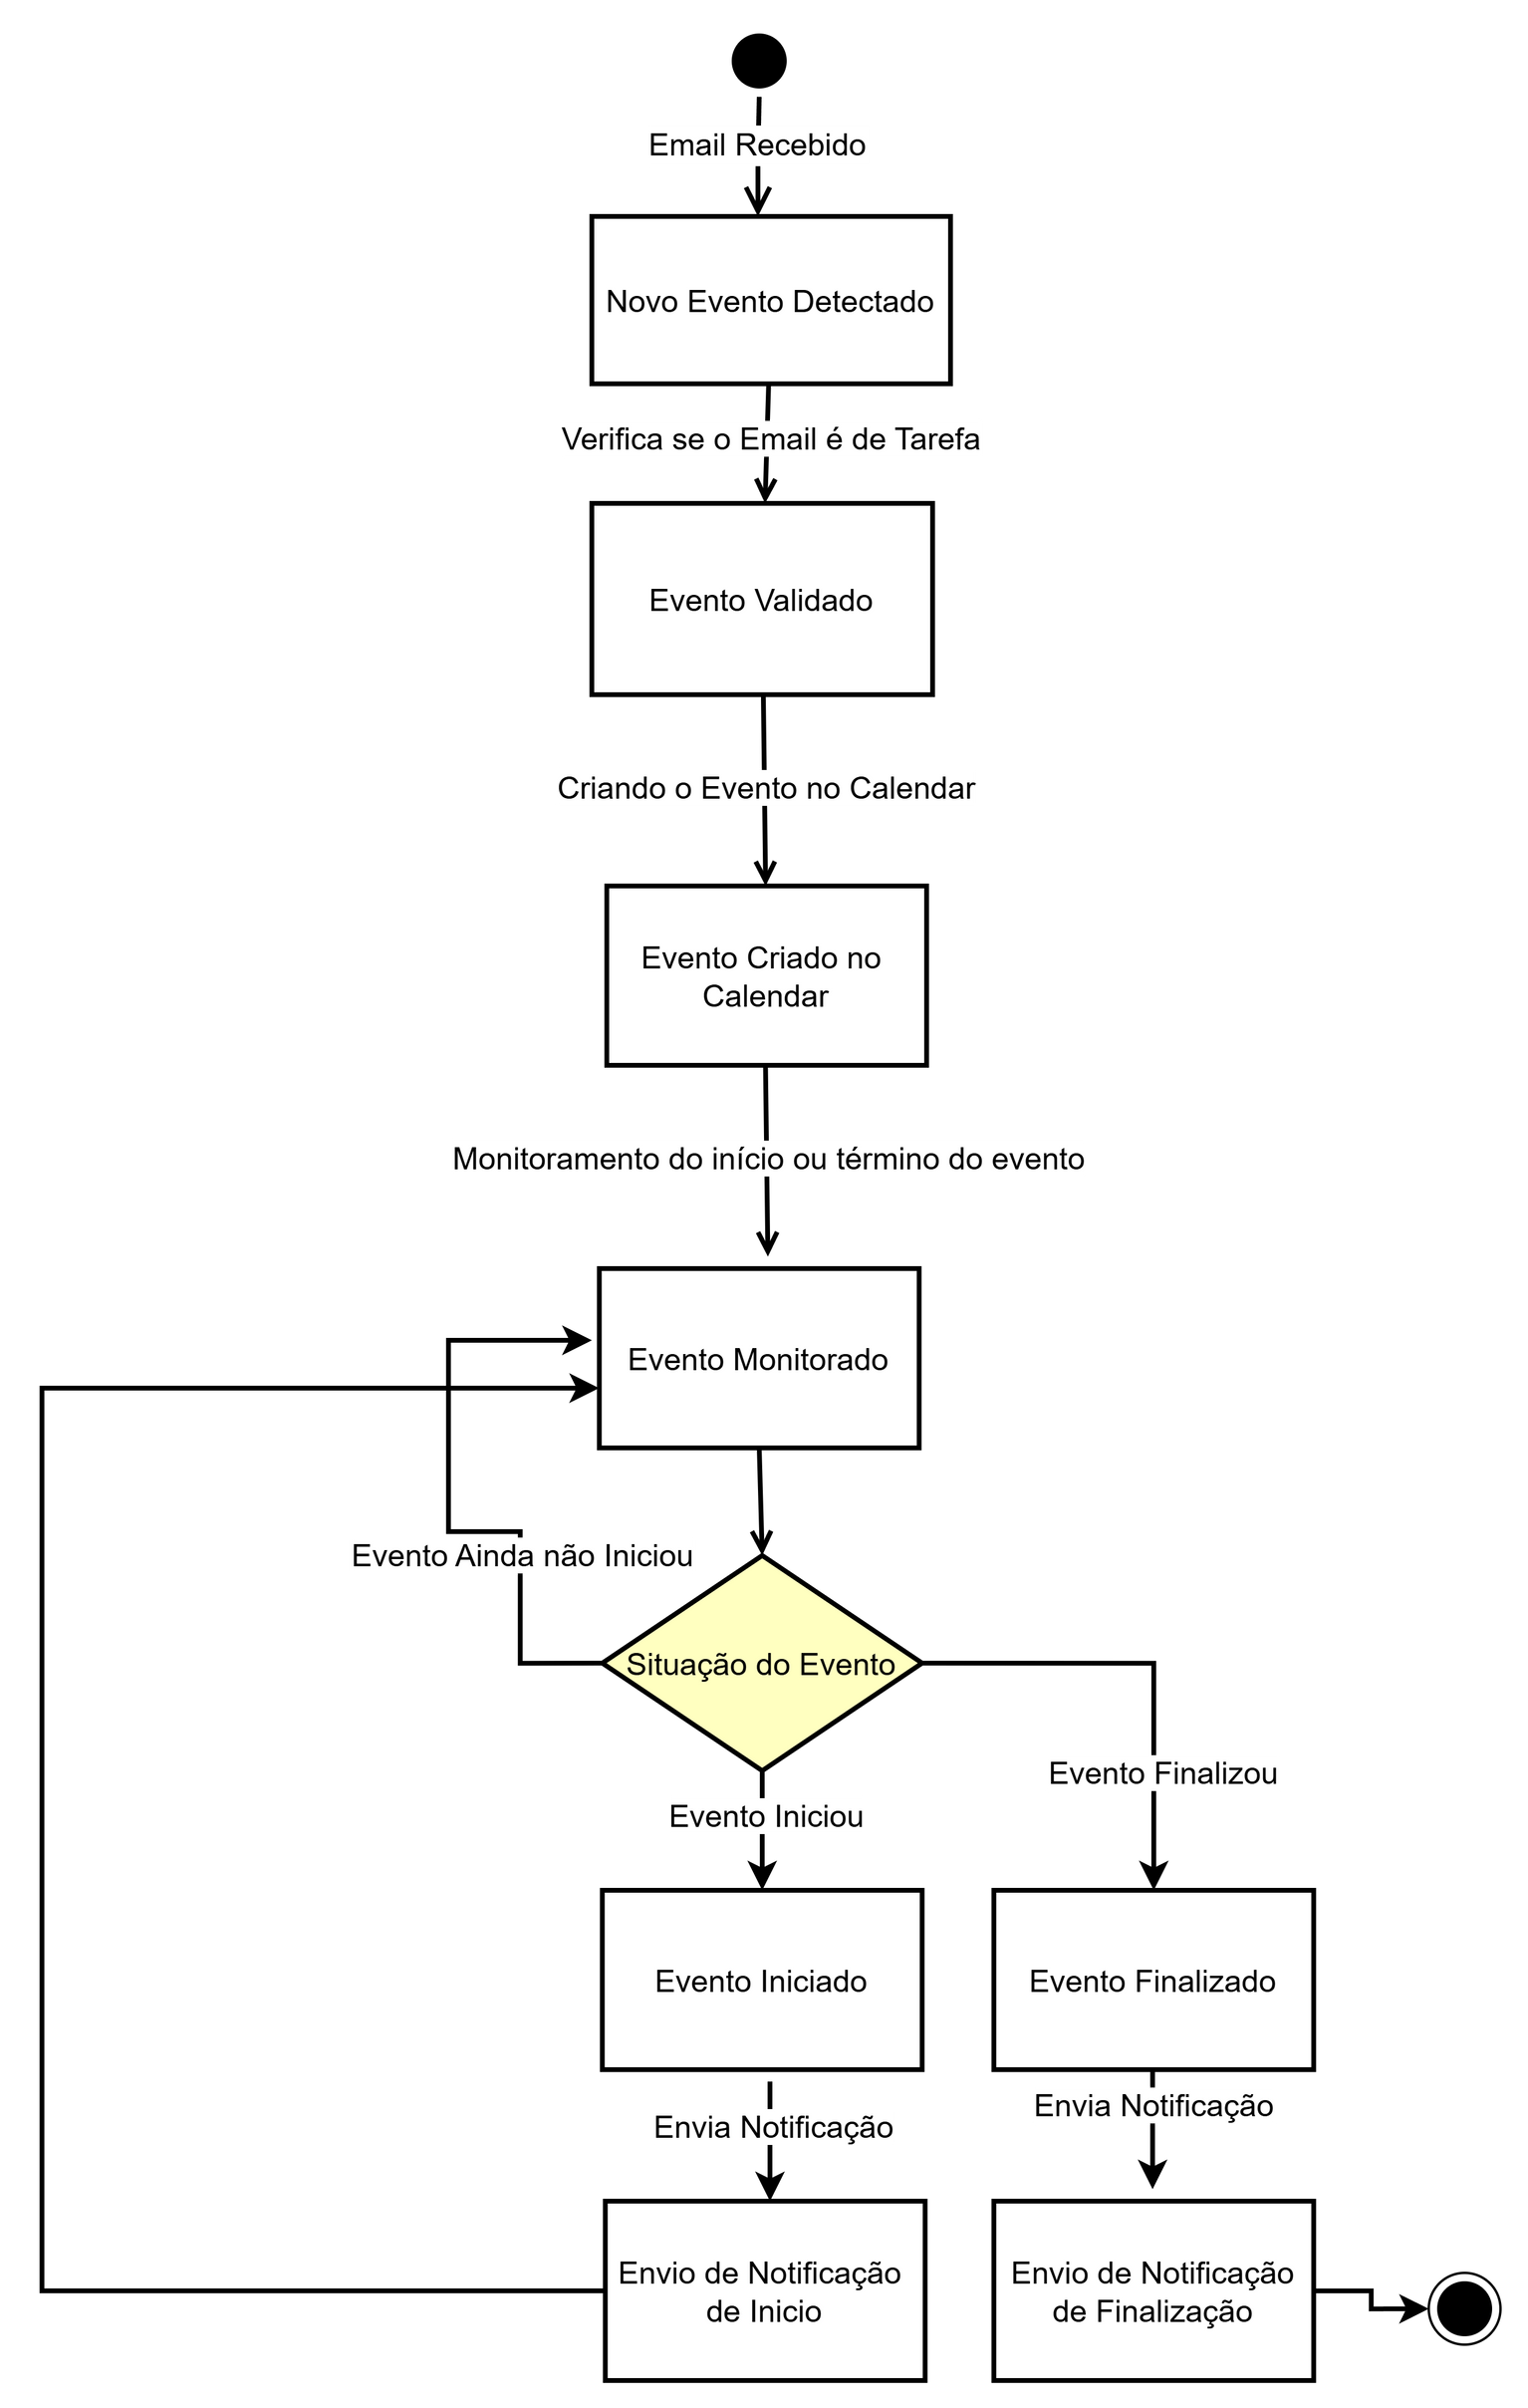 Email Recebido
Novo Evento Detectado
Verifica se o Email é de Tarefa
Evento Validado
Criando o Evento no Calendar
Evento Criado no
Calendar
Monitoramento do início ou término do evento
Evento Monitorado
Evento Ainda não Iniciou
Situação do Evento
Evento Finalizou
Evento Iniciou
Evento Iniciado
Evento Finalizado
Envia Notificação
Envia Notificação
Envio de Notificação
de Inicio
Envio de Notificação
de Finalização